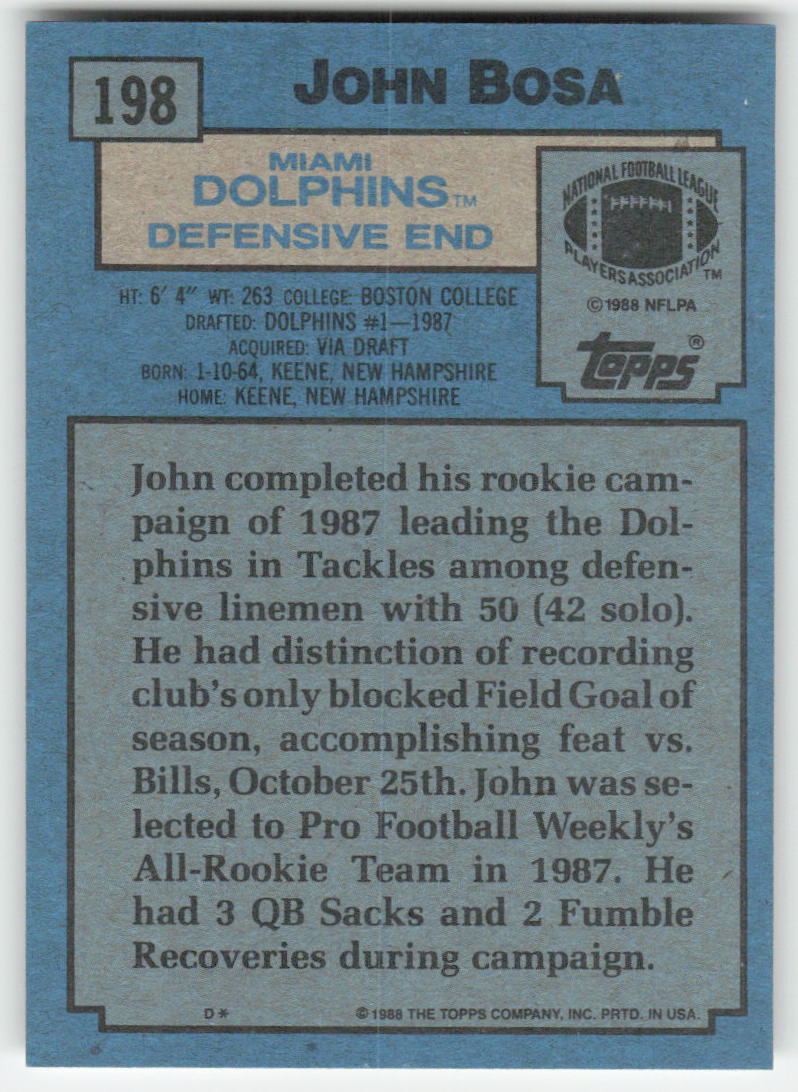 198
JOHN BOSA
MIAMI
DOLPHINS™
DEFENSIVE END
NATIONAL FOOTBALL LEAGUE
PLAYERS ASSOCIATION™
©1988 NFLPA
topps®
HT: 6' 4" WT: 263 COLLEGE: BOSTON COLLEGE
DRAFTED: DOLPHINS #1—1987
ACQUIRED: VIA DRAFT
BORN: 1-10-64, KEENE, NEW HAMPSHIRE
HOME: KEENE, NEW HAMPSHIRE
John completed his rookie cam-
paign of 1987 leading the Dol-
phins in Tackles among defen-
sive linemen with 50 (42 solo).
He had distinction of recording
club's only blocked Field Goal of
season, accomplishing feat vs.
Bills, October 25th. John was se-
lected to Pro Football Weekly's
All-Rookie Team in 1987. He
had 3 QB Sacks and 2 Fumble
Recoveries during campaign.
D* ©1988 THE TOPPS COMPANY, INC. PRTD. IN USA.